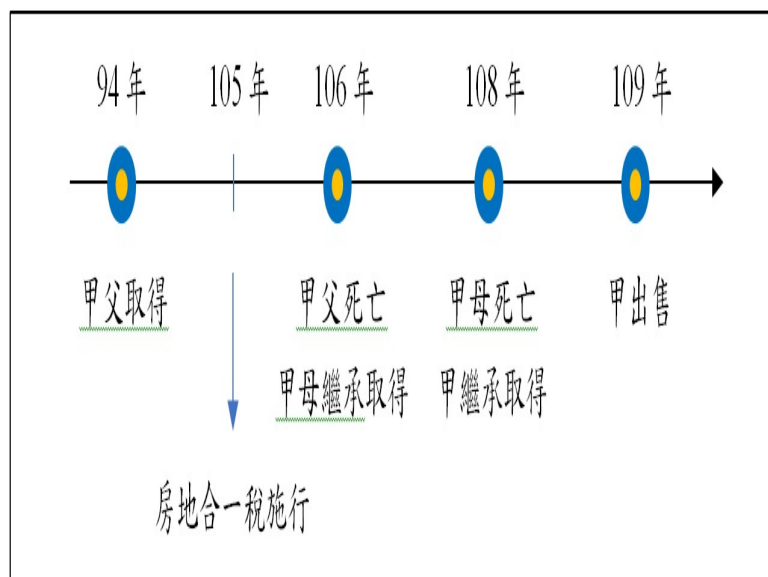 94年 105年 106年 108年 109年
甲父取得 甲父死亡 甲母死亡 甲出售
甲母繼承取得 甲繼承取得
房地合一稅施行